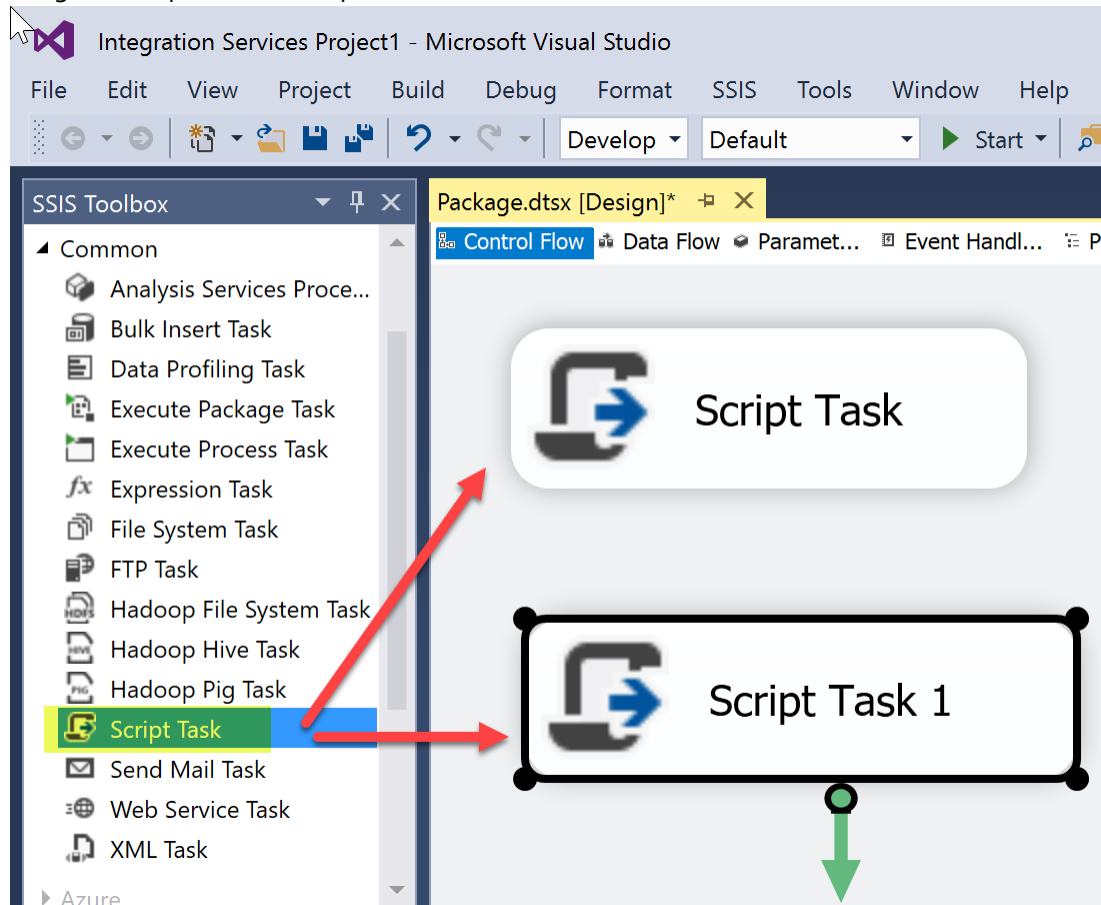 Integration Services Project1 - Microsoft Visual Studio
File Edit View Project Build Debug Format SSIS Tools Window Help
Develop Default Start
SSIS Toolbox
Package.dtsx [Design]*
Control Flow Data Flow Paramet... Event Handl... P
Common
Analysis Services Proce...
Bulk Insert Task
Data Profiling Task
Execute Package Task
Execute Process Task
fx Expression Task
File System Task
FTP Task
HDFS Hadoop File System Task
HIVE Hadoop Hive Task
PIG Hadoop Pig Task
Script Task
Send Mail Task
Web Service Task
XML Task
Azure
Script Task
Script Task 1